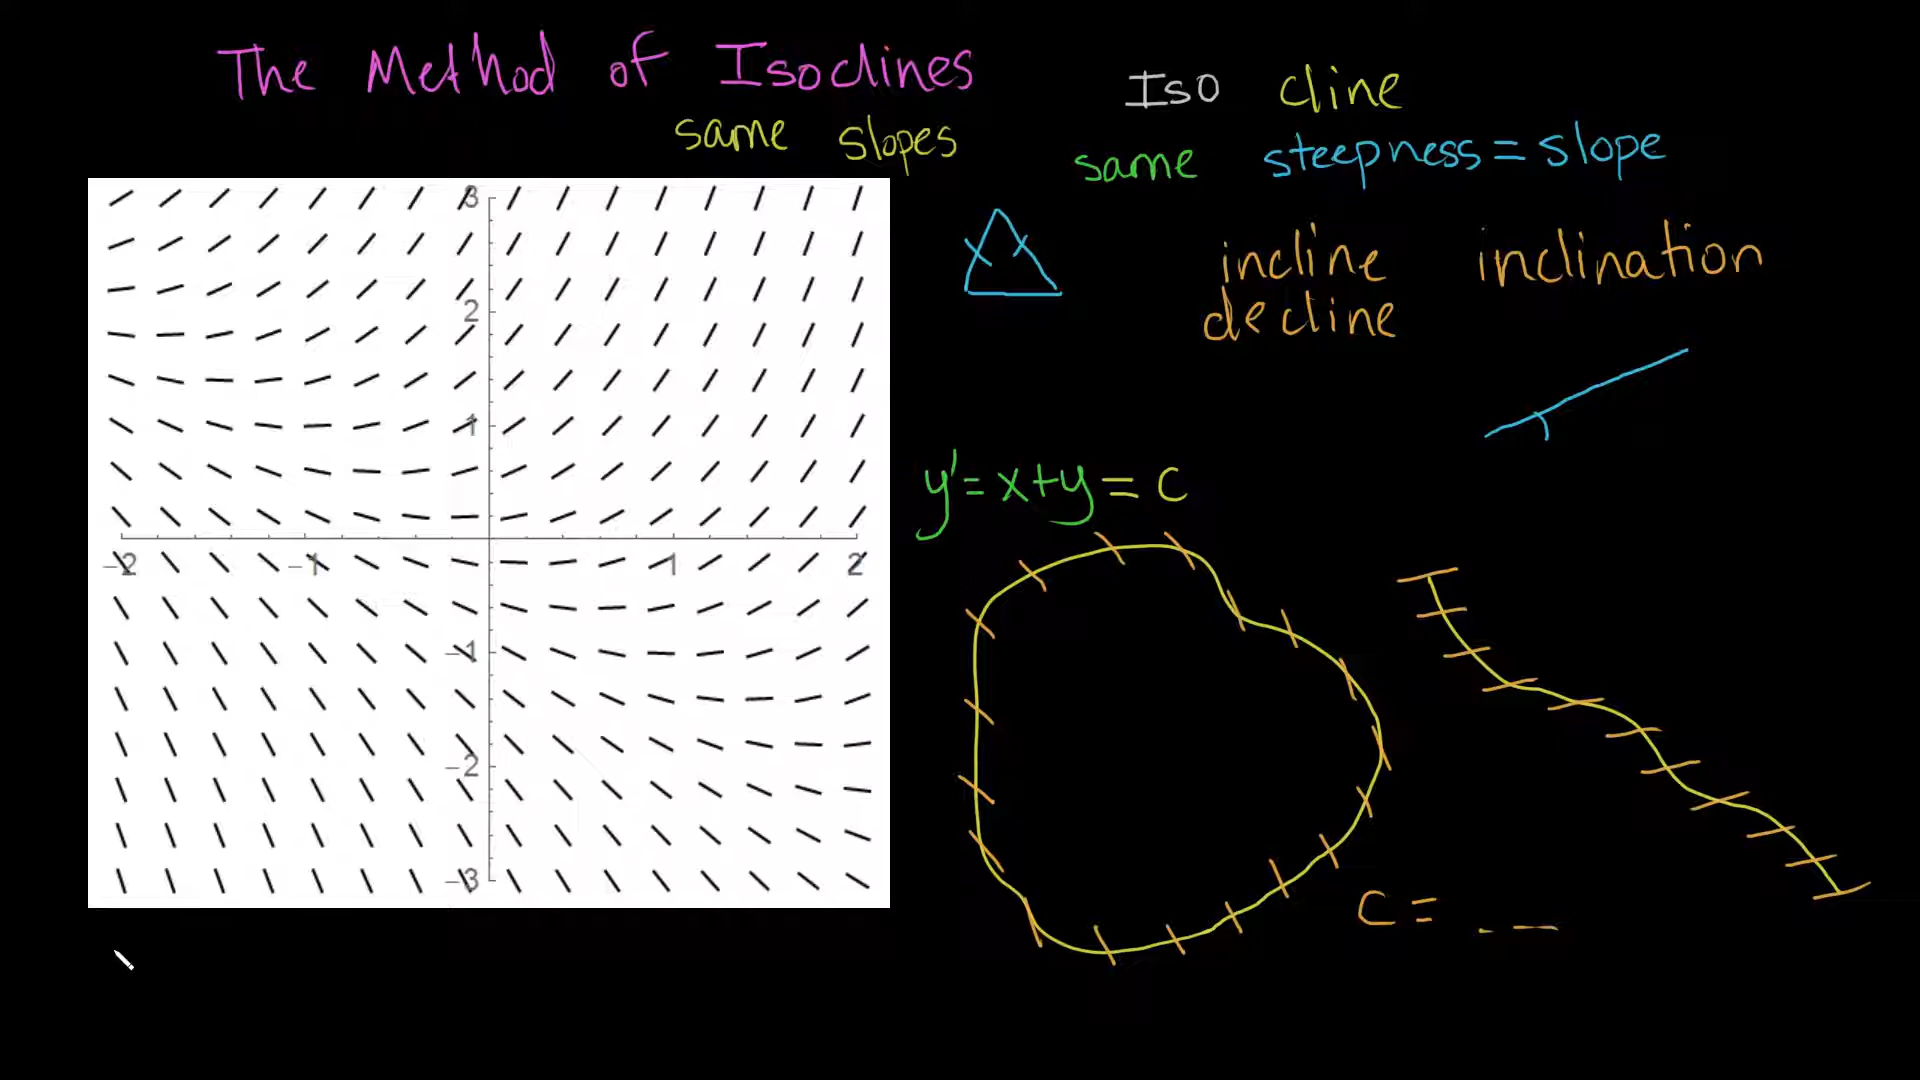 The Method of Isoclines
same slopes
Iso cline
same steepness = slope
incline inclination
decline
3
2
1
-2 -1 1 2
-1
-2
-3
y' = x+y = c
c = . —